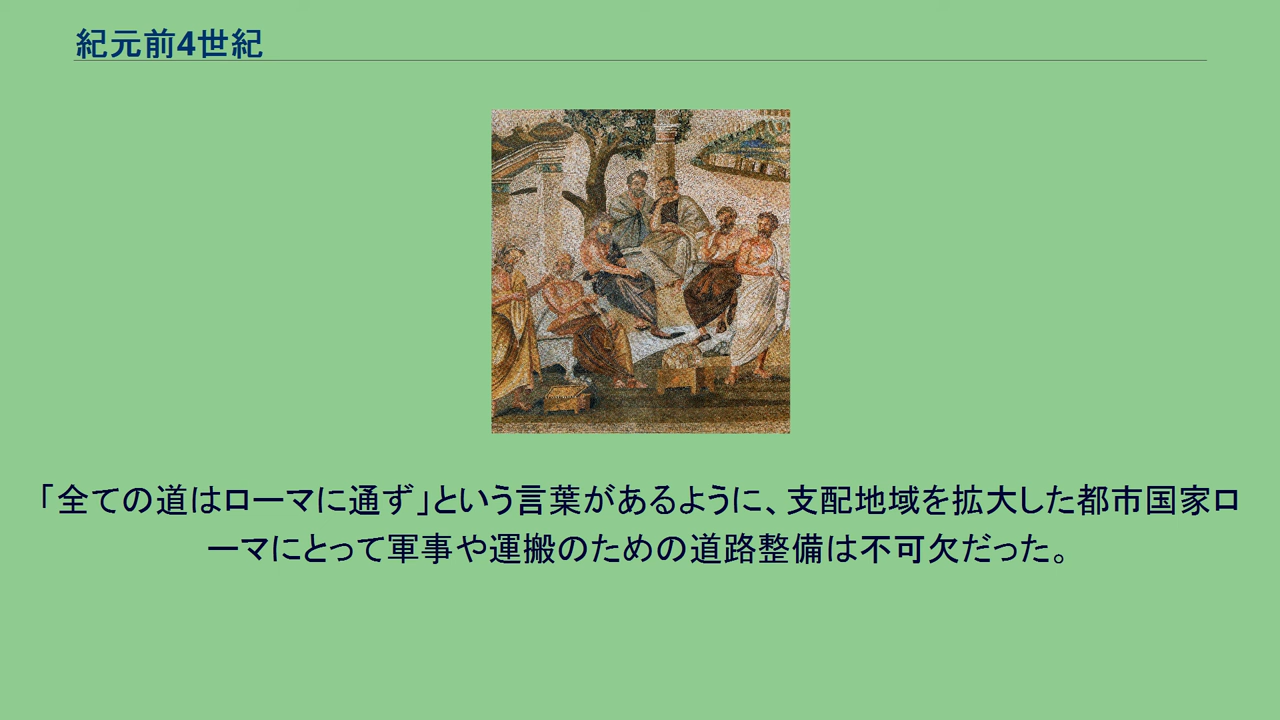 紀元前4世紀
「全ての道はローマに通ず」という言葉があるように、支配地域を拡大した都市国家ロ
ーマにとって軍事や運搬のための道路整備は不可欠だった。